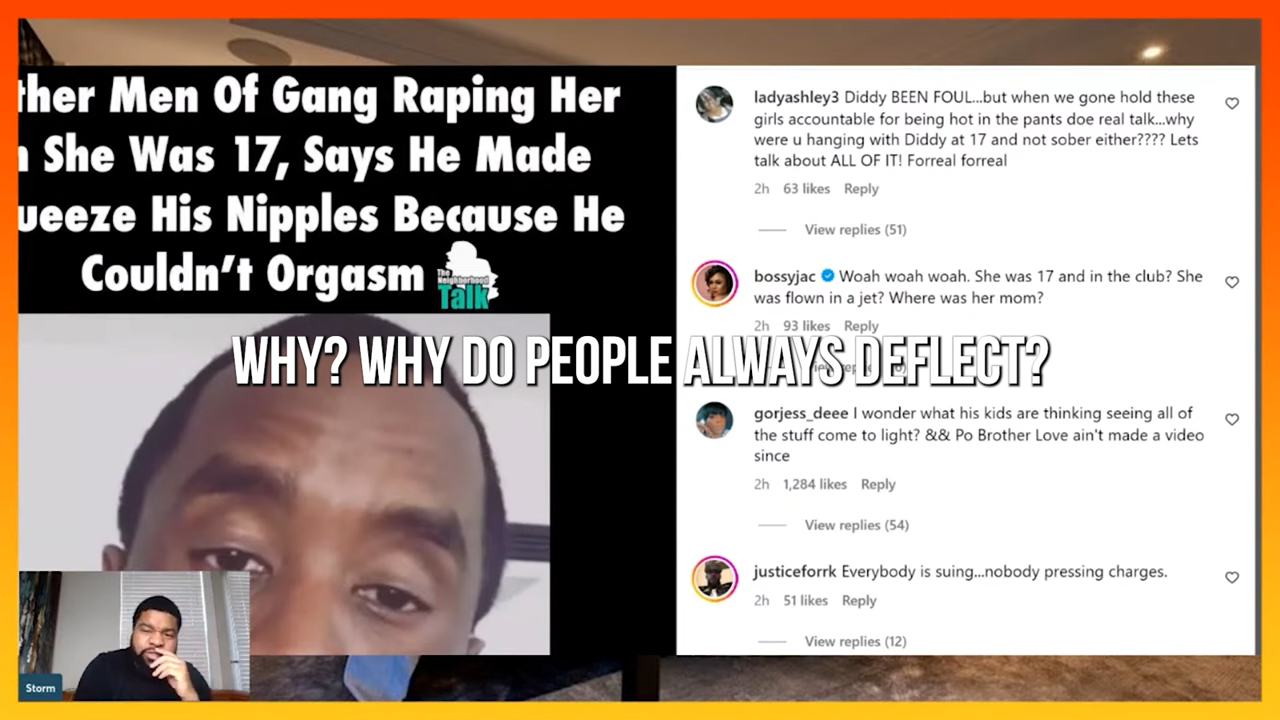 ther Men Of Gang Raping Her
She Was 17, Says He Made
ueeze His Nipples Because He
Couldn't Orgasm
The
Neighborhood
Talk
WHY? WHY DO PEOPLE ALWAYS DEFLECT?
Storm
ladyashley3 Diddy BEEN FOUL...but when we gone hold these
girls accountable for being hot in the pants doe real talk...why
were u hanging with Diddy at 17 and not sober either???? Lets
talk about ALL OF IT! Forreal forreal
2h 63 likes Reply
View replies (51)
bossyjac Woah woah woah. She was 17 and in the club? She
was flown in a jet? Where was her mom?
2h 93 likes Reply
gorjess_deee I wonder what his kids are thinking seeing all of
the stuff come to light? && Po Brother Love ain't made a video
since
2h 1,284 likes Reply
View replies (54)
justiceforrk Everybody is suing...nobody pressing charges.
2h 51 likes Reply
View replies (12)